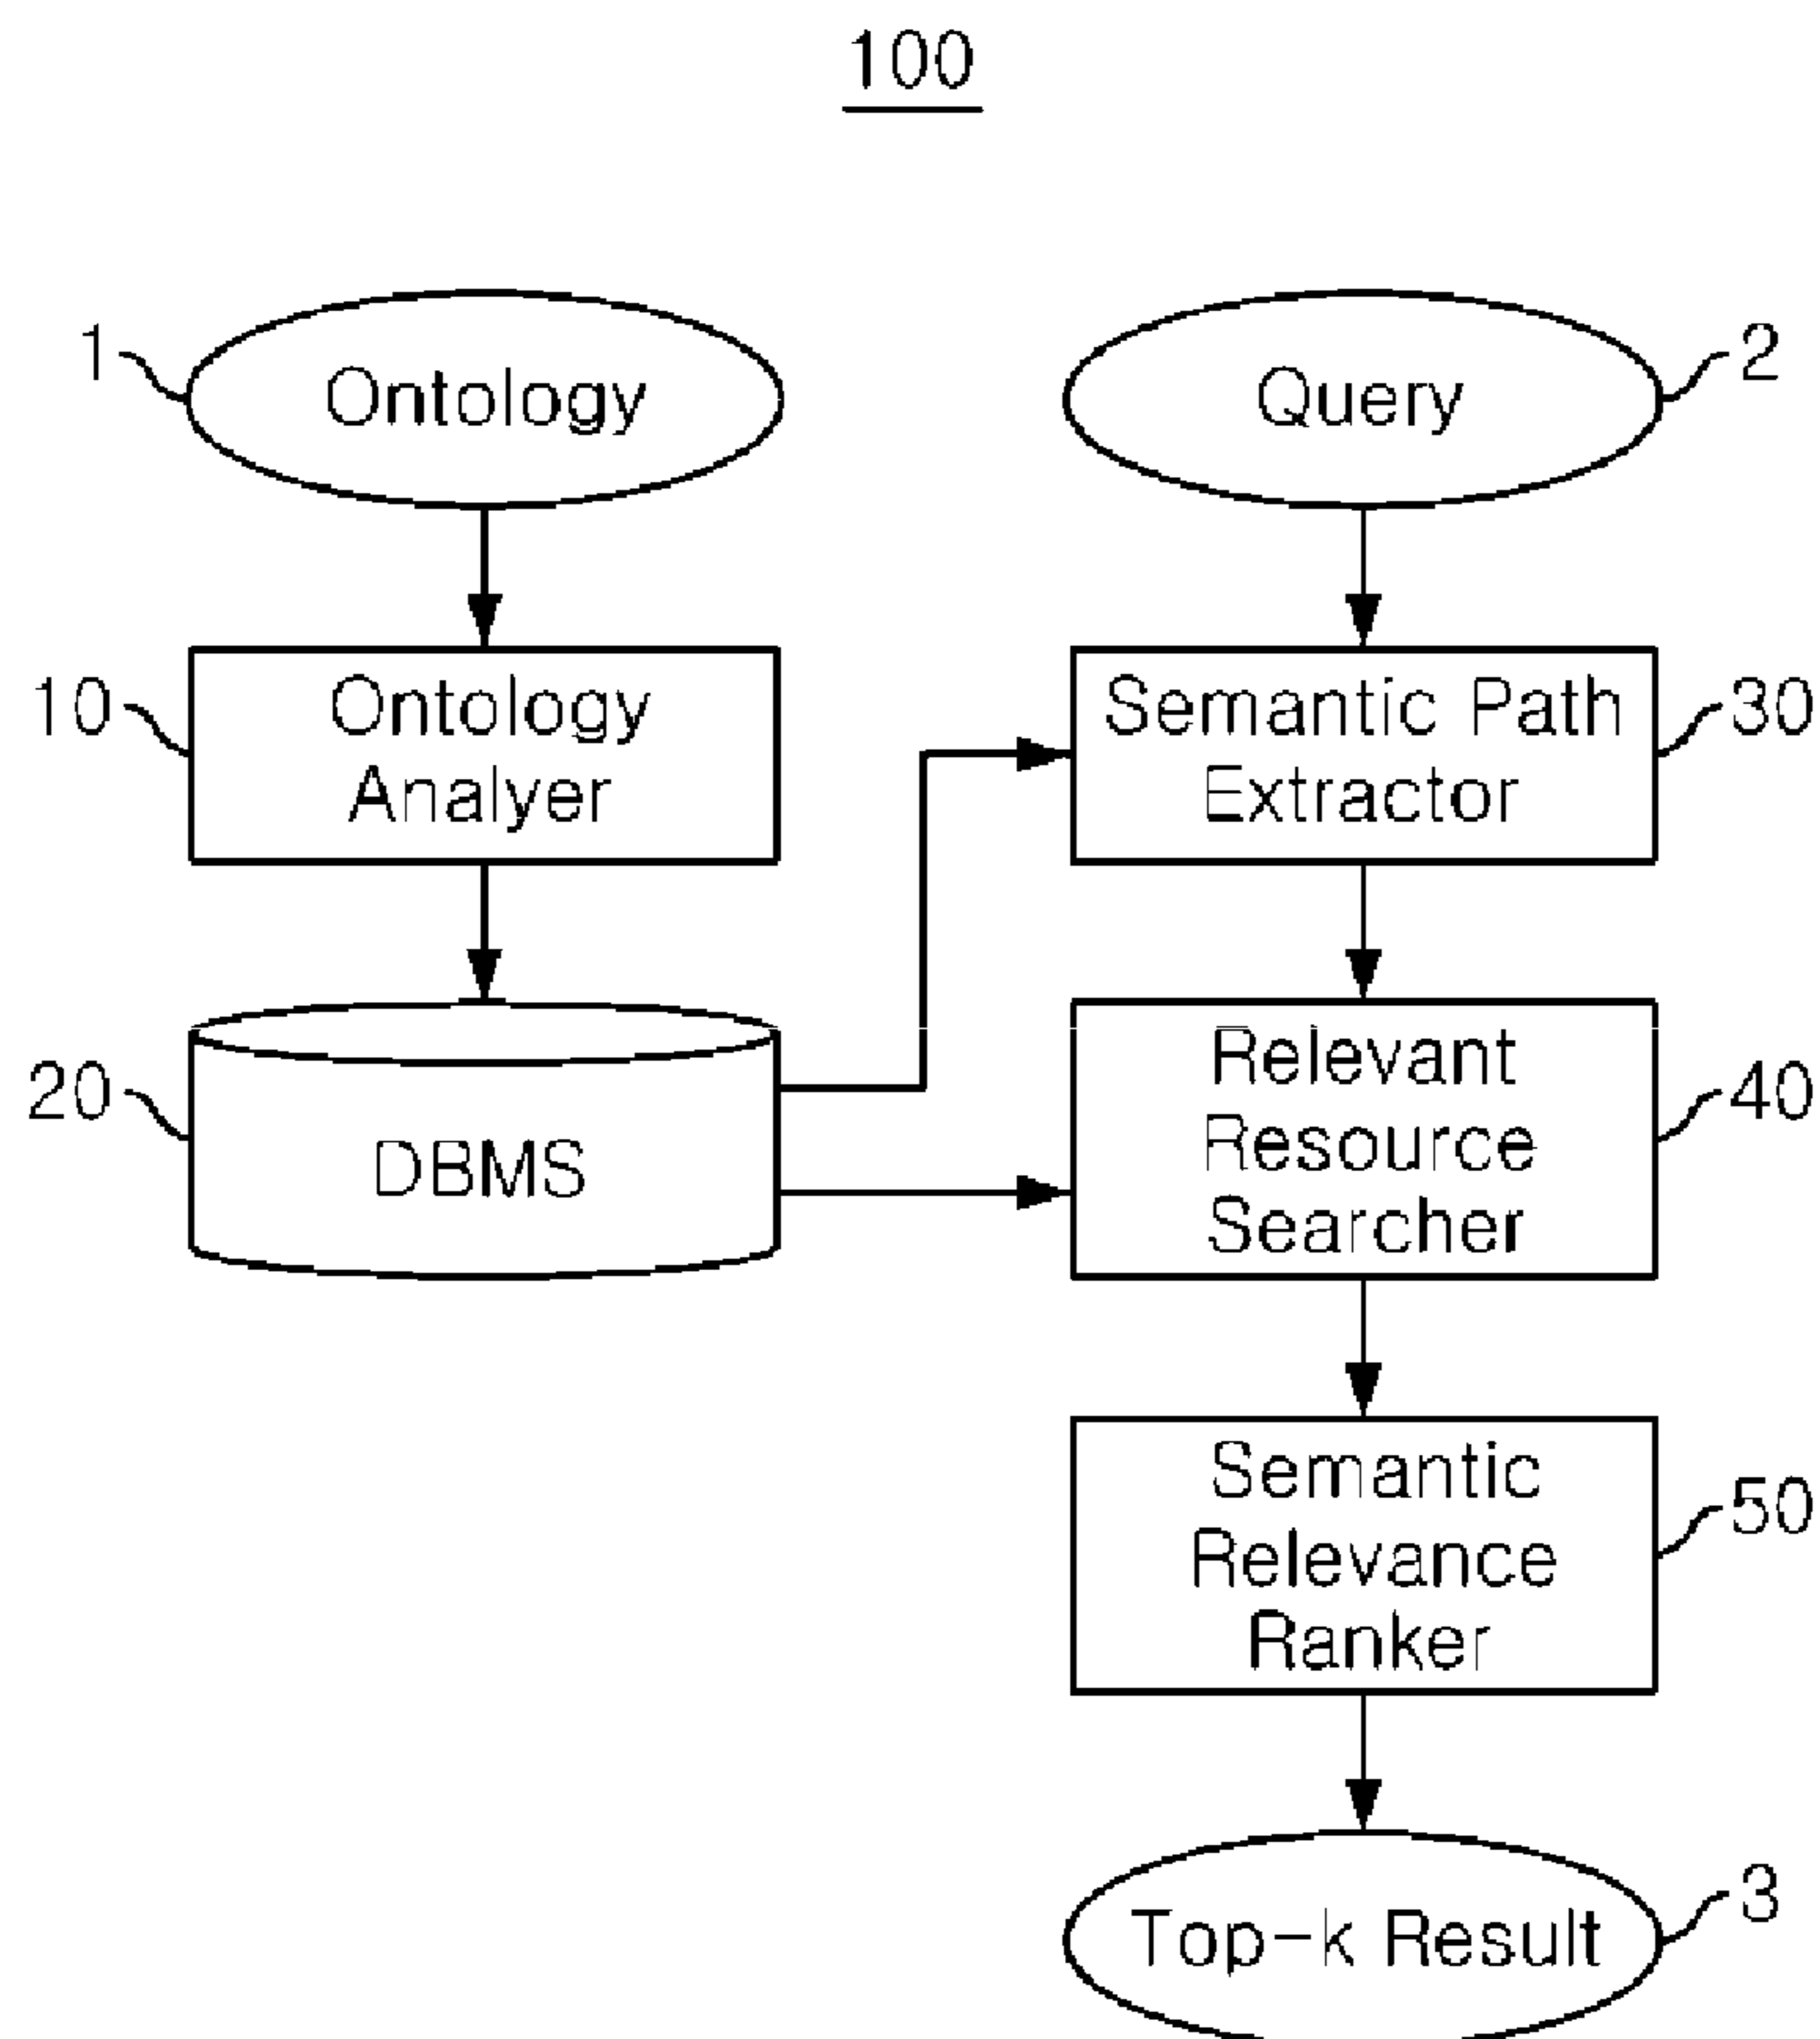 100
1
Ontology
Query
2
10
Ontology
Analyer
Semantic Path
Extractor
30
20
DBMS
Relevant
Resource
Searcher
40
Semantic
Relevance
Ranker
50
Top-k Result
3